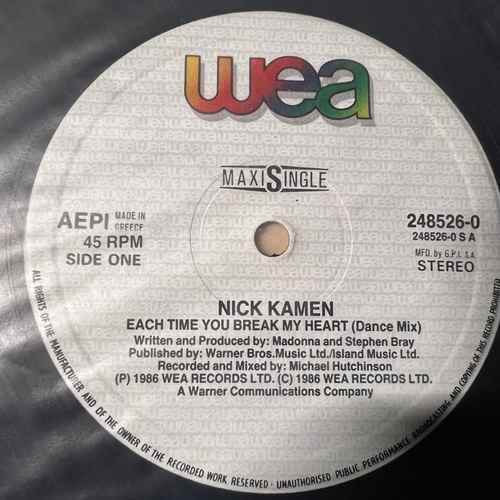 wea
MAXISINGLE
AEPI MADE IN GREECE
45 RPM
SIDE ONE
248526-0
248526-0 S A
MFD. by G.P.I. S.A.
STEREO
NICK KAMEN
EACH TIME YOU BREAK MY HEART (Dance Mix)
Written and Produced by: Madonna and Stephen Bray
Published by: Warner Bros.Music Ltd./Island Music Ltd.
Recorded and Mixed by: Michael Hutchinson
(P) 1986 WEA RECORDS LTD. (C) 1986 WEA RECORDS LTD.
A Warner Communications Company
ALL RIGHTS OF THE MANUFACTURER AND OF THE OWNER OF THE RECORDED WORK RESERVED - UNAUTHORISED PUBLIC PERFORMANCE, BROADCASTING AND COPYING OF THIS RECORD PROHIBITED